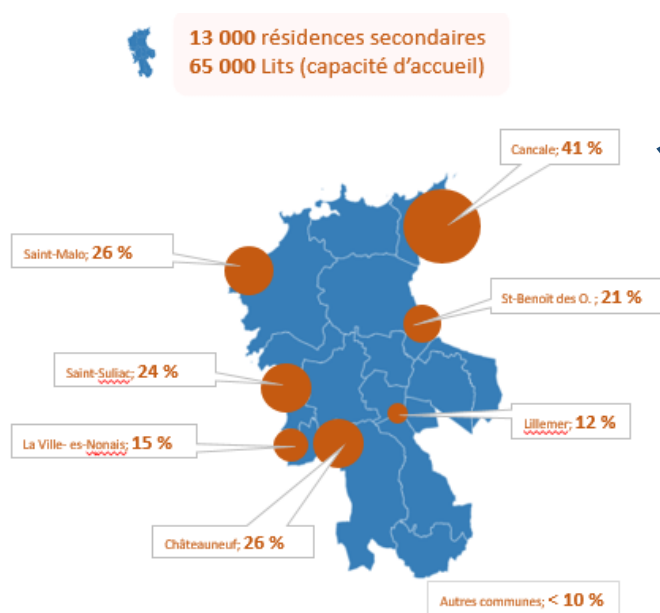 13 000 résidences secondaires
65 000 Lits (capacité d'accueil)
Cancale; 41 %
Saint-Malo; 26 %
St-Benoît des O. ; 21 %
Saint-Suliac; 24 %
Lillemer; 12 %
La Ville- es-Nonais; 15 %
Châteauneuf; 26 %
Autres communes; < 10 %